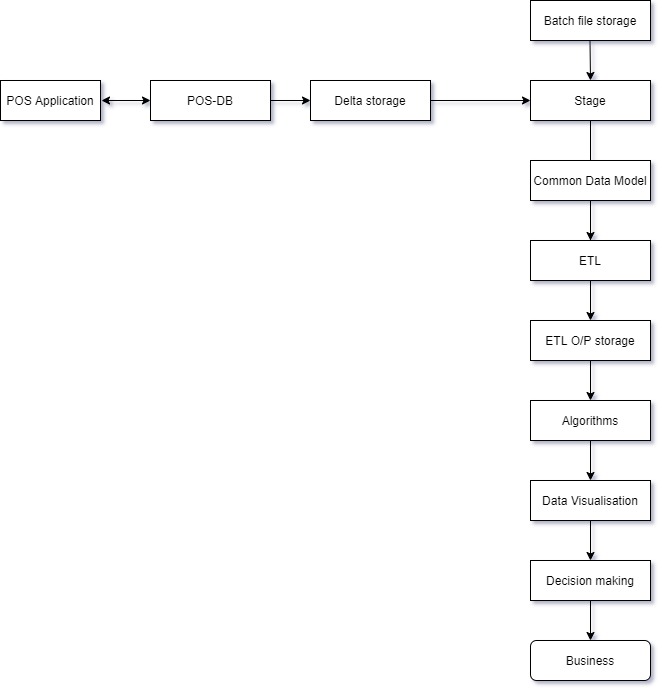 Batch file storage
POS Application
POS-DB
Delta storage
Stage
Common Data Model
ETL
ETL O/P storage
Algorithms
Data Visualisation
Decision making
Business